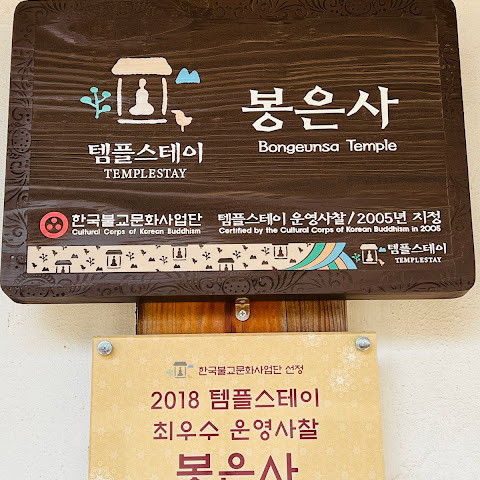 템플스테이
TEMPLESTAY
봉은사
Bongeunsa Temple
한국불교문화사업단
Cultural Corps of Korean Buddhism
템플스테이 운영사찰/2005년 지정
Certified by the Cultural Corps of Korean Buddhism in 2005
템플스테이
TEMPLESTAY
한국불교문화사업단 선정
2018 템플스테이
최우수 운영사찰
봉은사